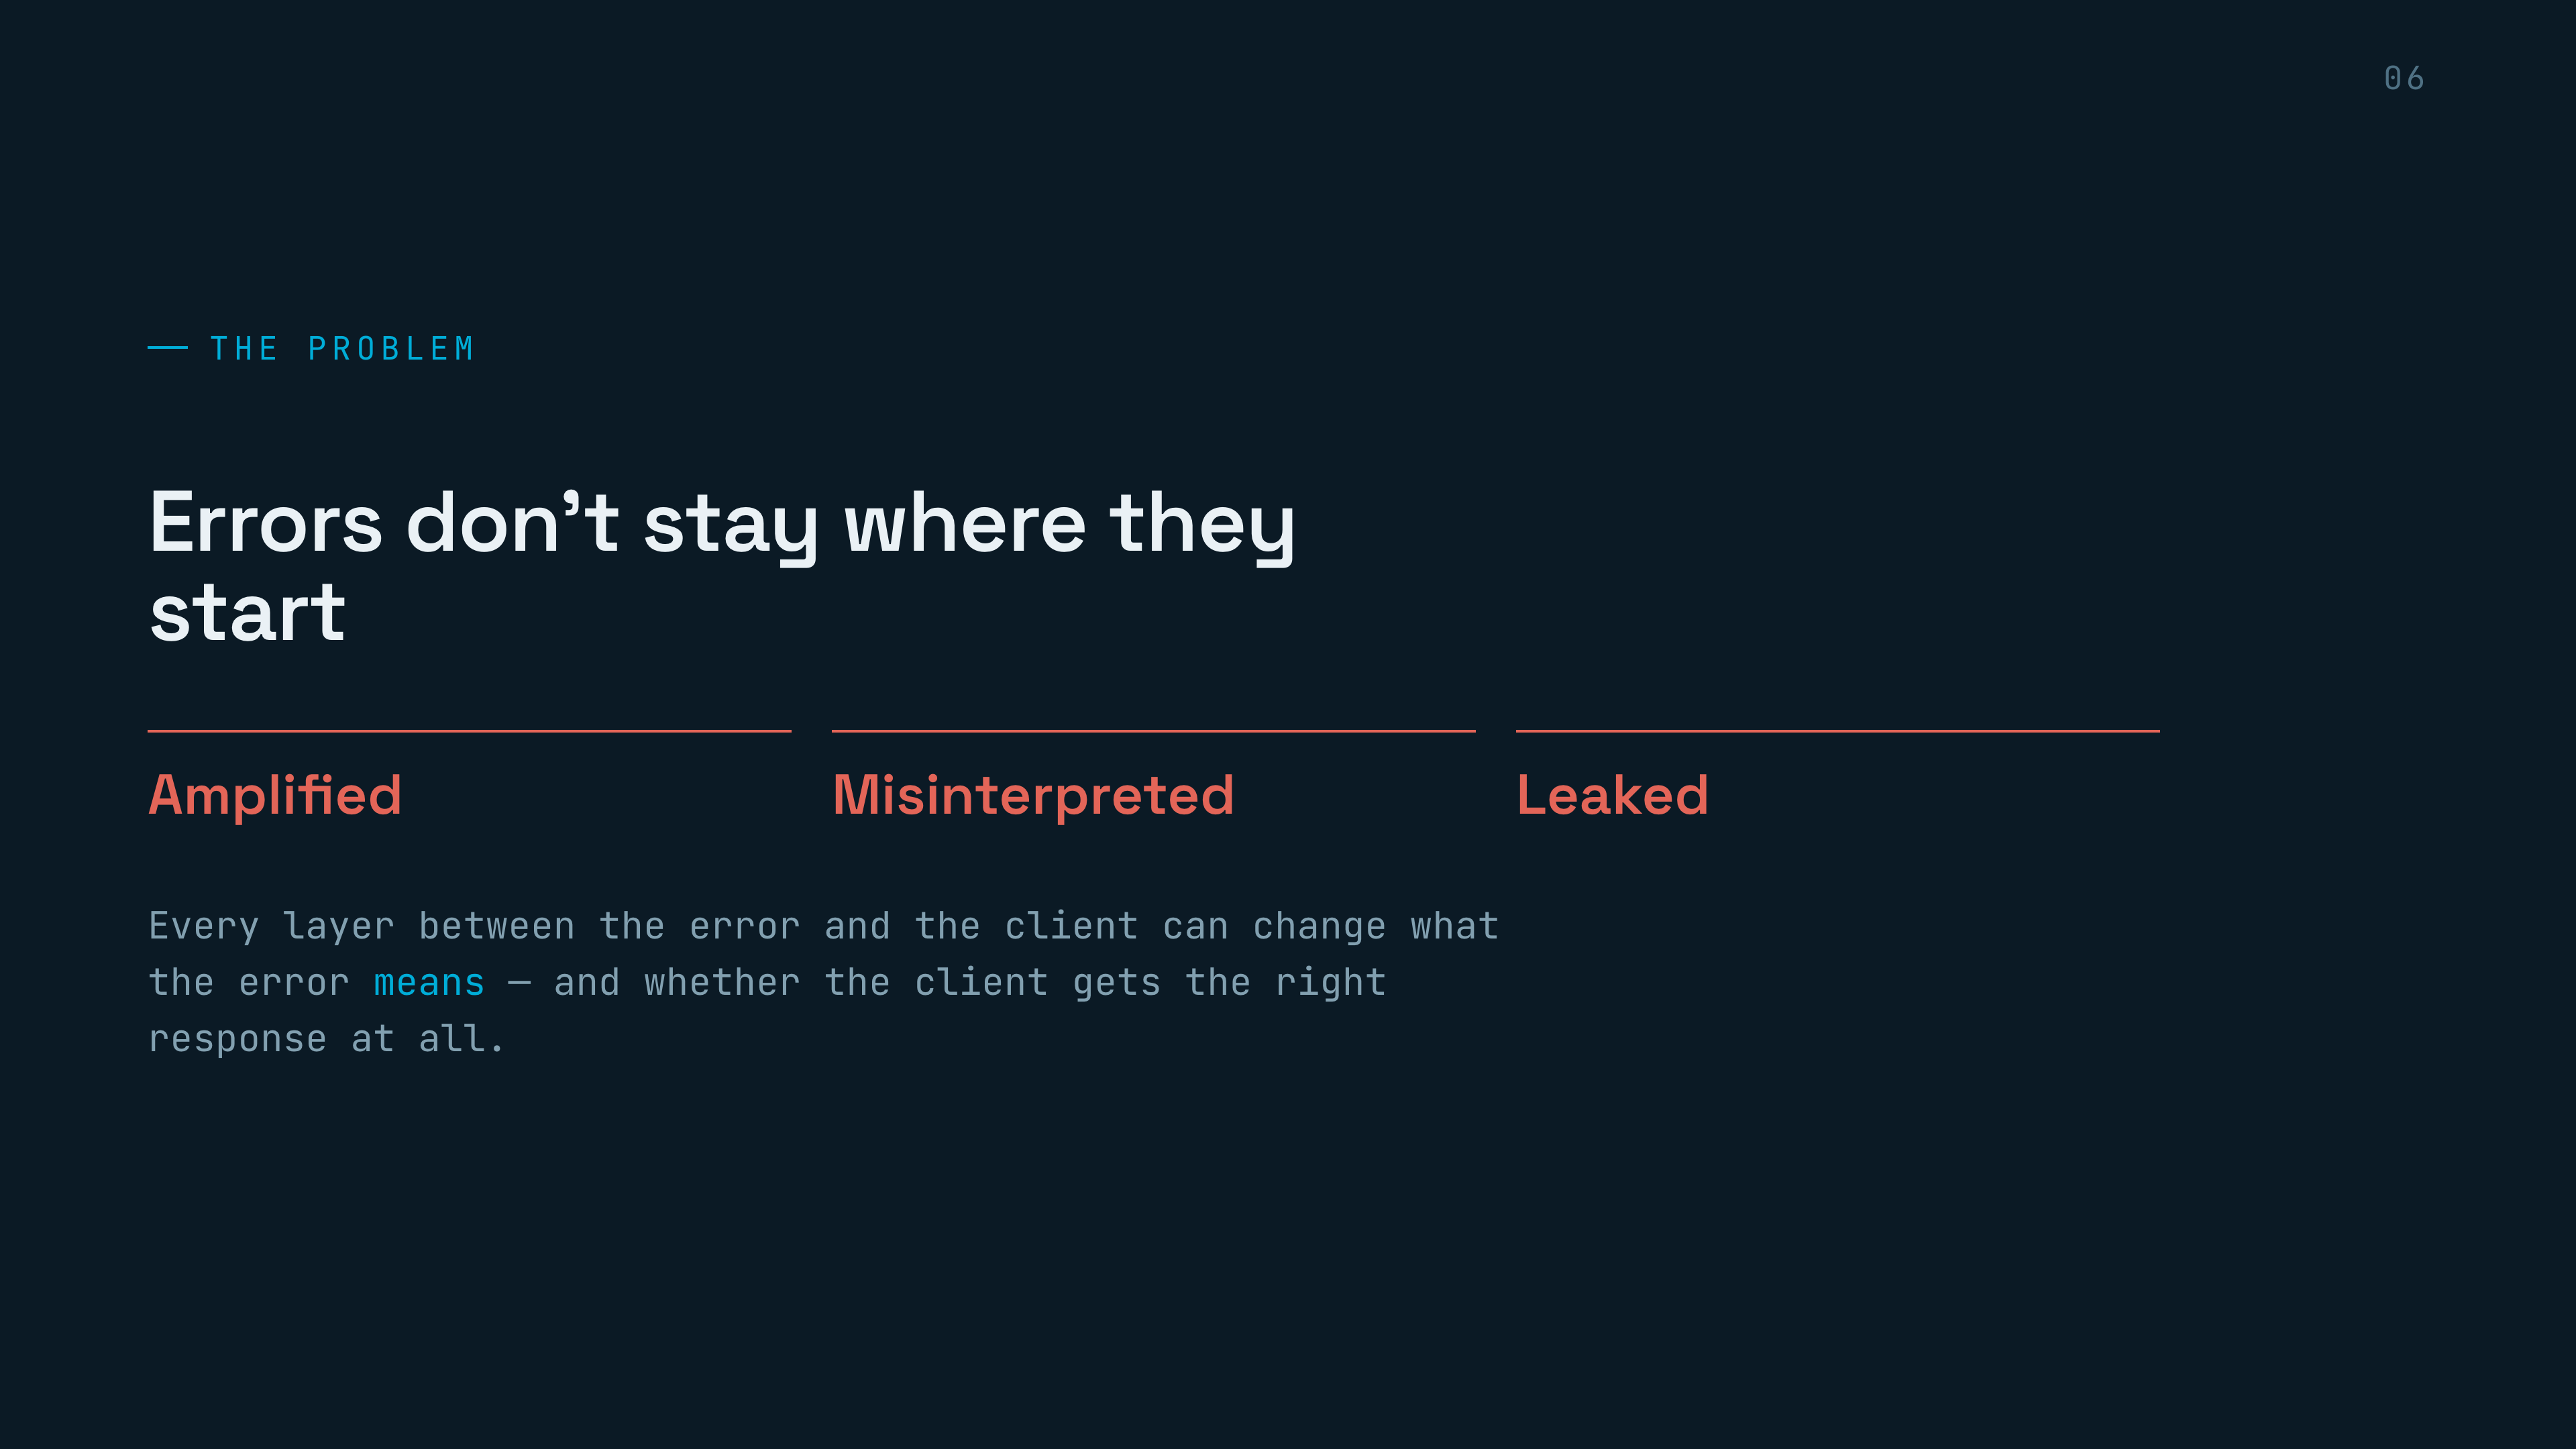 06
THE PROBLEM
Errors don’t stay where they
start
Amplified
Misinterpreted
Leaked
Every layer between the error and the client can change what
the error means — and whether the client gets the right
response at all.